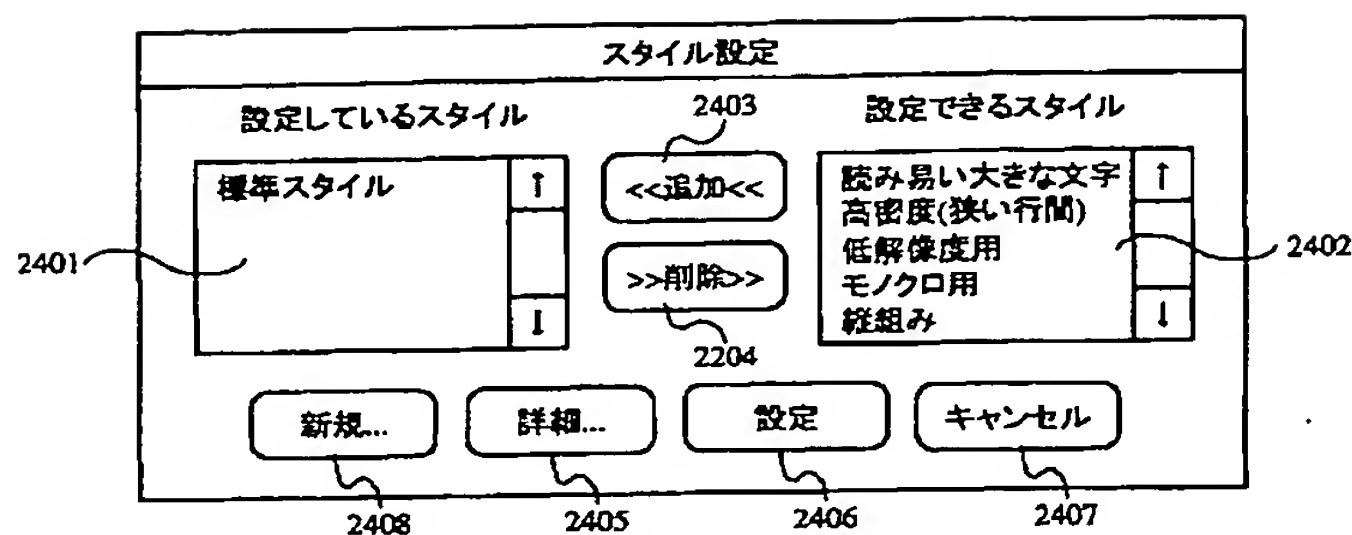 スタイル設定
設定しているスタイル
2403
設定できるスタイル
標準スタイル
↑
<<追加<<
読み易い大きな文字
↑
高密度(狭い行間)
2401
低解像度用
2402
>>削除>>
モノクロ用
↓
縦組み
↓
2204
新規...
詳細...
設定
キャンセル
2408
2405
2406
2407